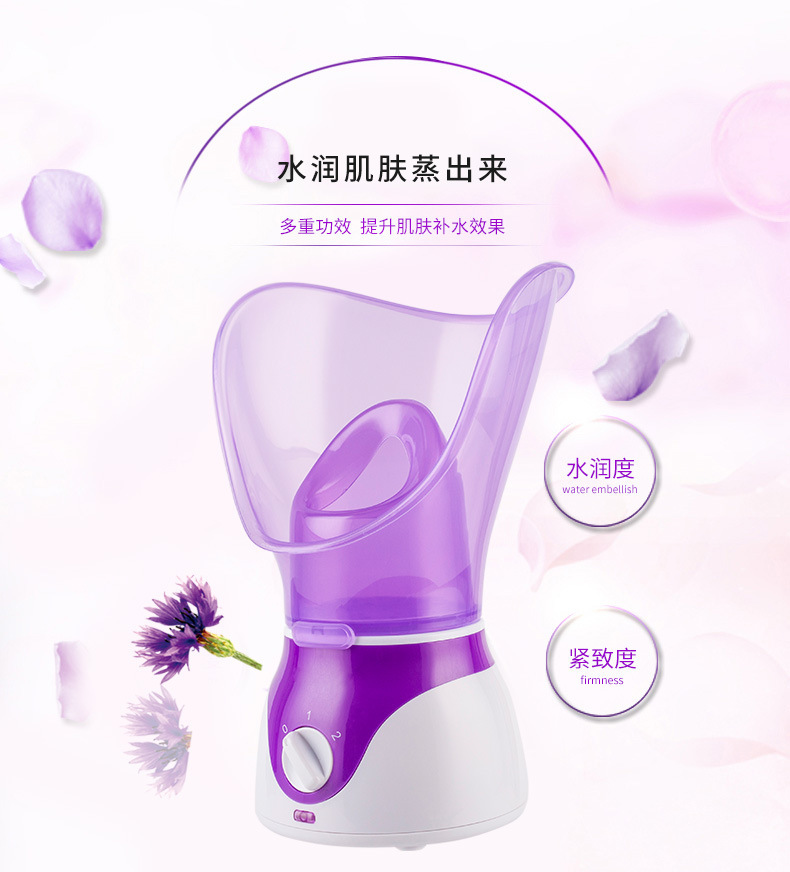 水润肌肤蒸出来
多重功效 提升肌肤补水效果
水润度
water embellish
紧致度
firmness
0
1
2